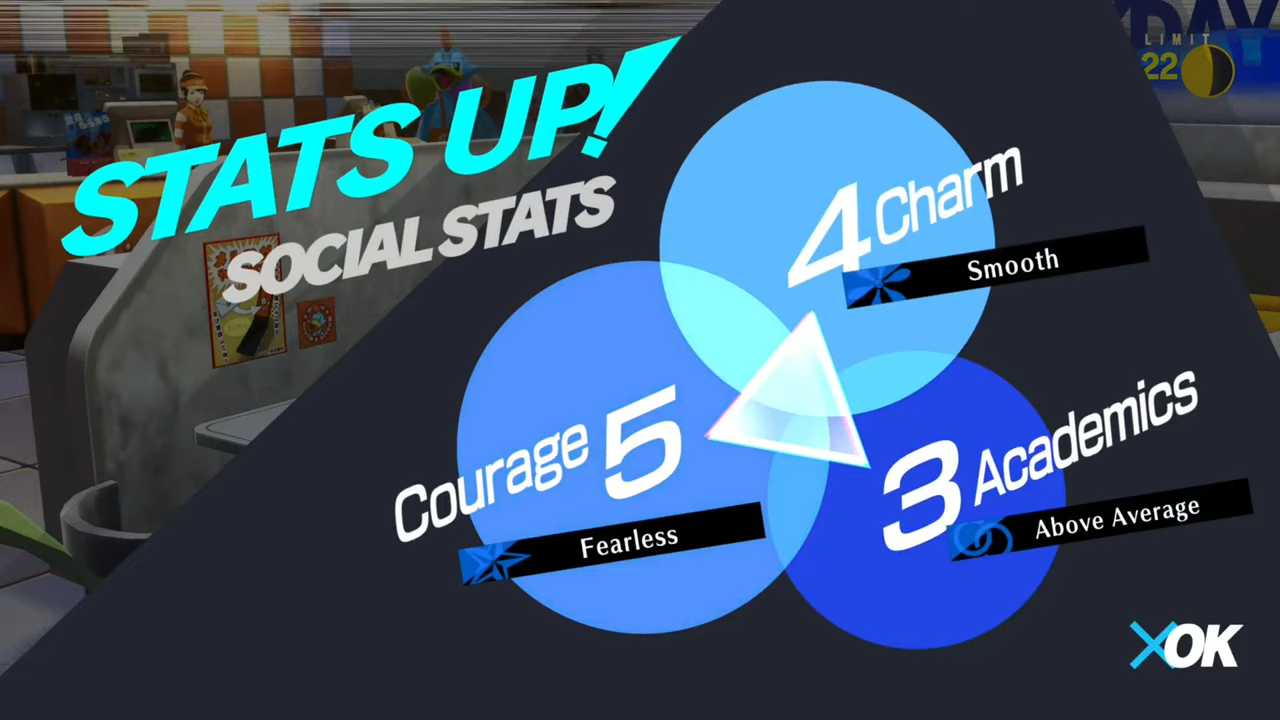 DAY
LIMIT
22
STATS UP!
SOCIAL STATS
4 Charm
Smooth
Courage 5
Fearless
3 Academics
Above Average
OK